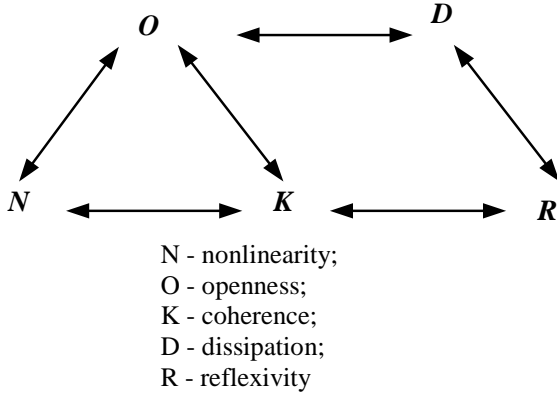 O D
N K R
N - nonlinearity;
O - openness;
K - coherence;
D - dissipation;
R - reflexivity